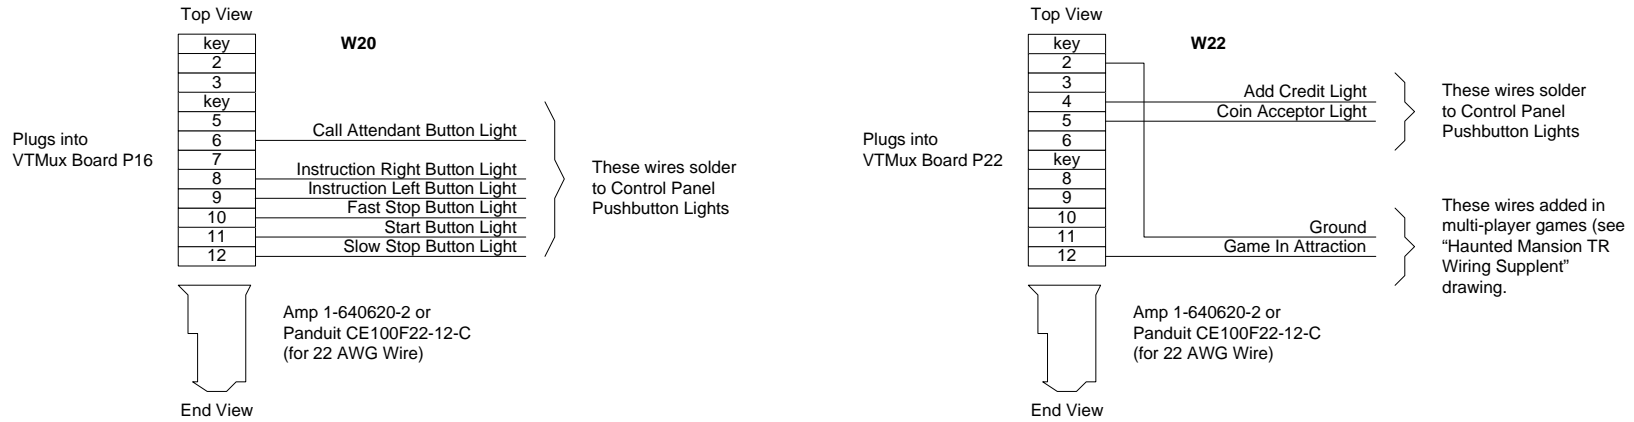 Top View
W20
key
2
3
key
5
6
7
8
9
10
11
12
Plugs into
VTMux Board P16
Call Attendant Button Light
Instruction Right Button Light
Instruction Left Button Light
Fast Stop Button Light
Start Button Light
Slow Stop Button Light
These wires solder
to Control Panel
Pushbutton Lights
Amp 1-640620-2 or
Panduit CE100F22-12-C
(for 22 AWG Wire)
End View
Top View
W22
key
2
3
4
5
6
key
8
9
10
11
12
Plugs into
VTMux Board P22
Add Credit Light
Coin Acceptor Light
These wires solder
to Control Panel
Pushbutton Lights
Ground
Game In Attraction
These wires added in
multi-player games (see
“Haunted Mansion TR
Wiring Supplent”
drawing.
Amp 1-640620-2 or
Panduit CE100F22-12-C
(for 22 AWG Wire)
End View